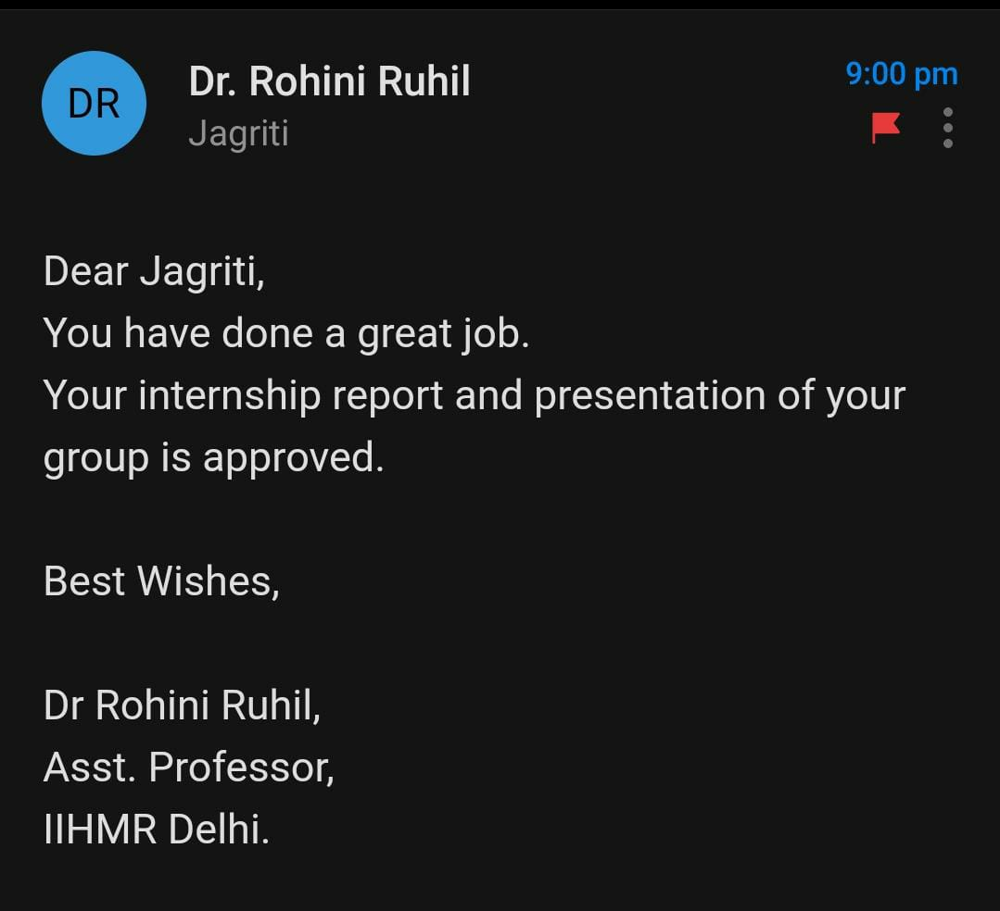 DR
Dr. Rohini Ruhil
9:00 pm
Jagriti
Dear Jagriti,
You have done a great job.
Your internship report and presentation of your
group is approved.
Best Wishes,
Dr Rohini Ruhil,
Asst. Professor,
IIHMR Delhi.